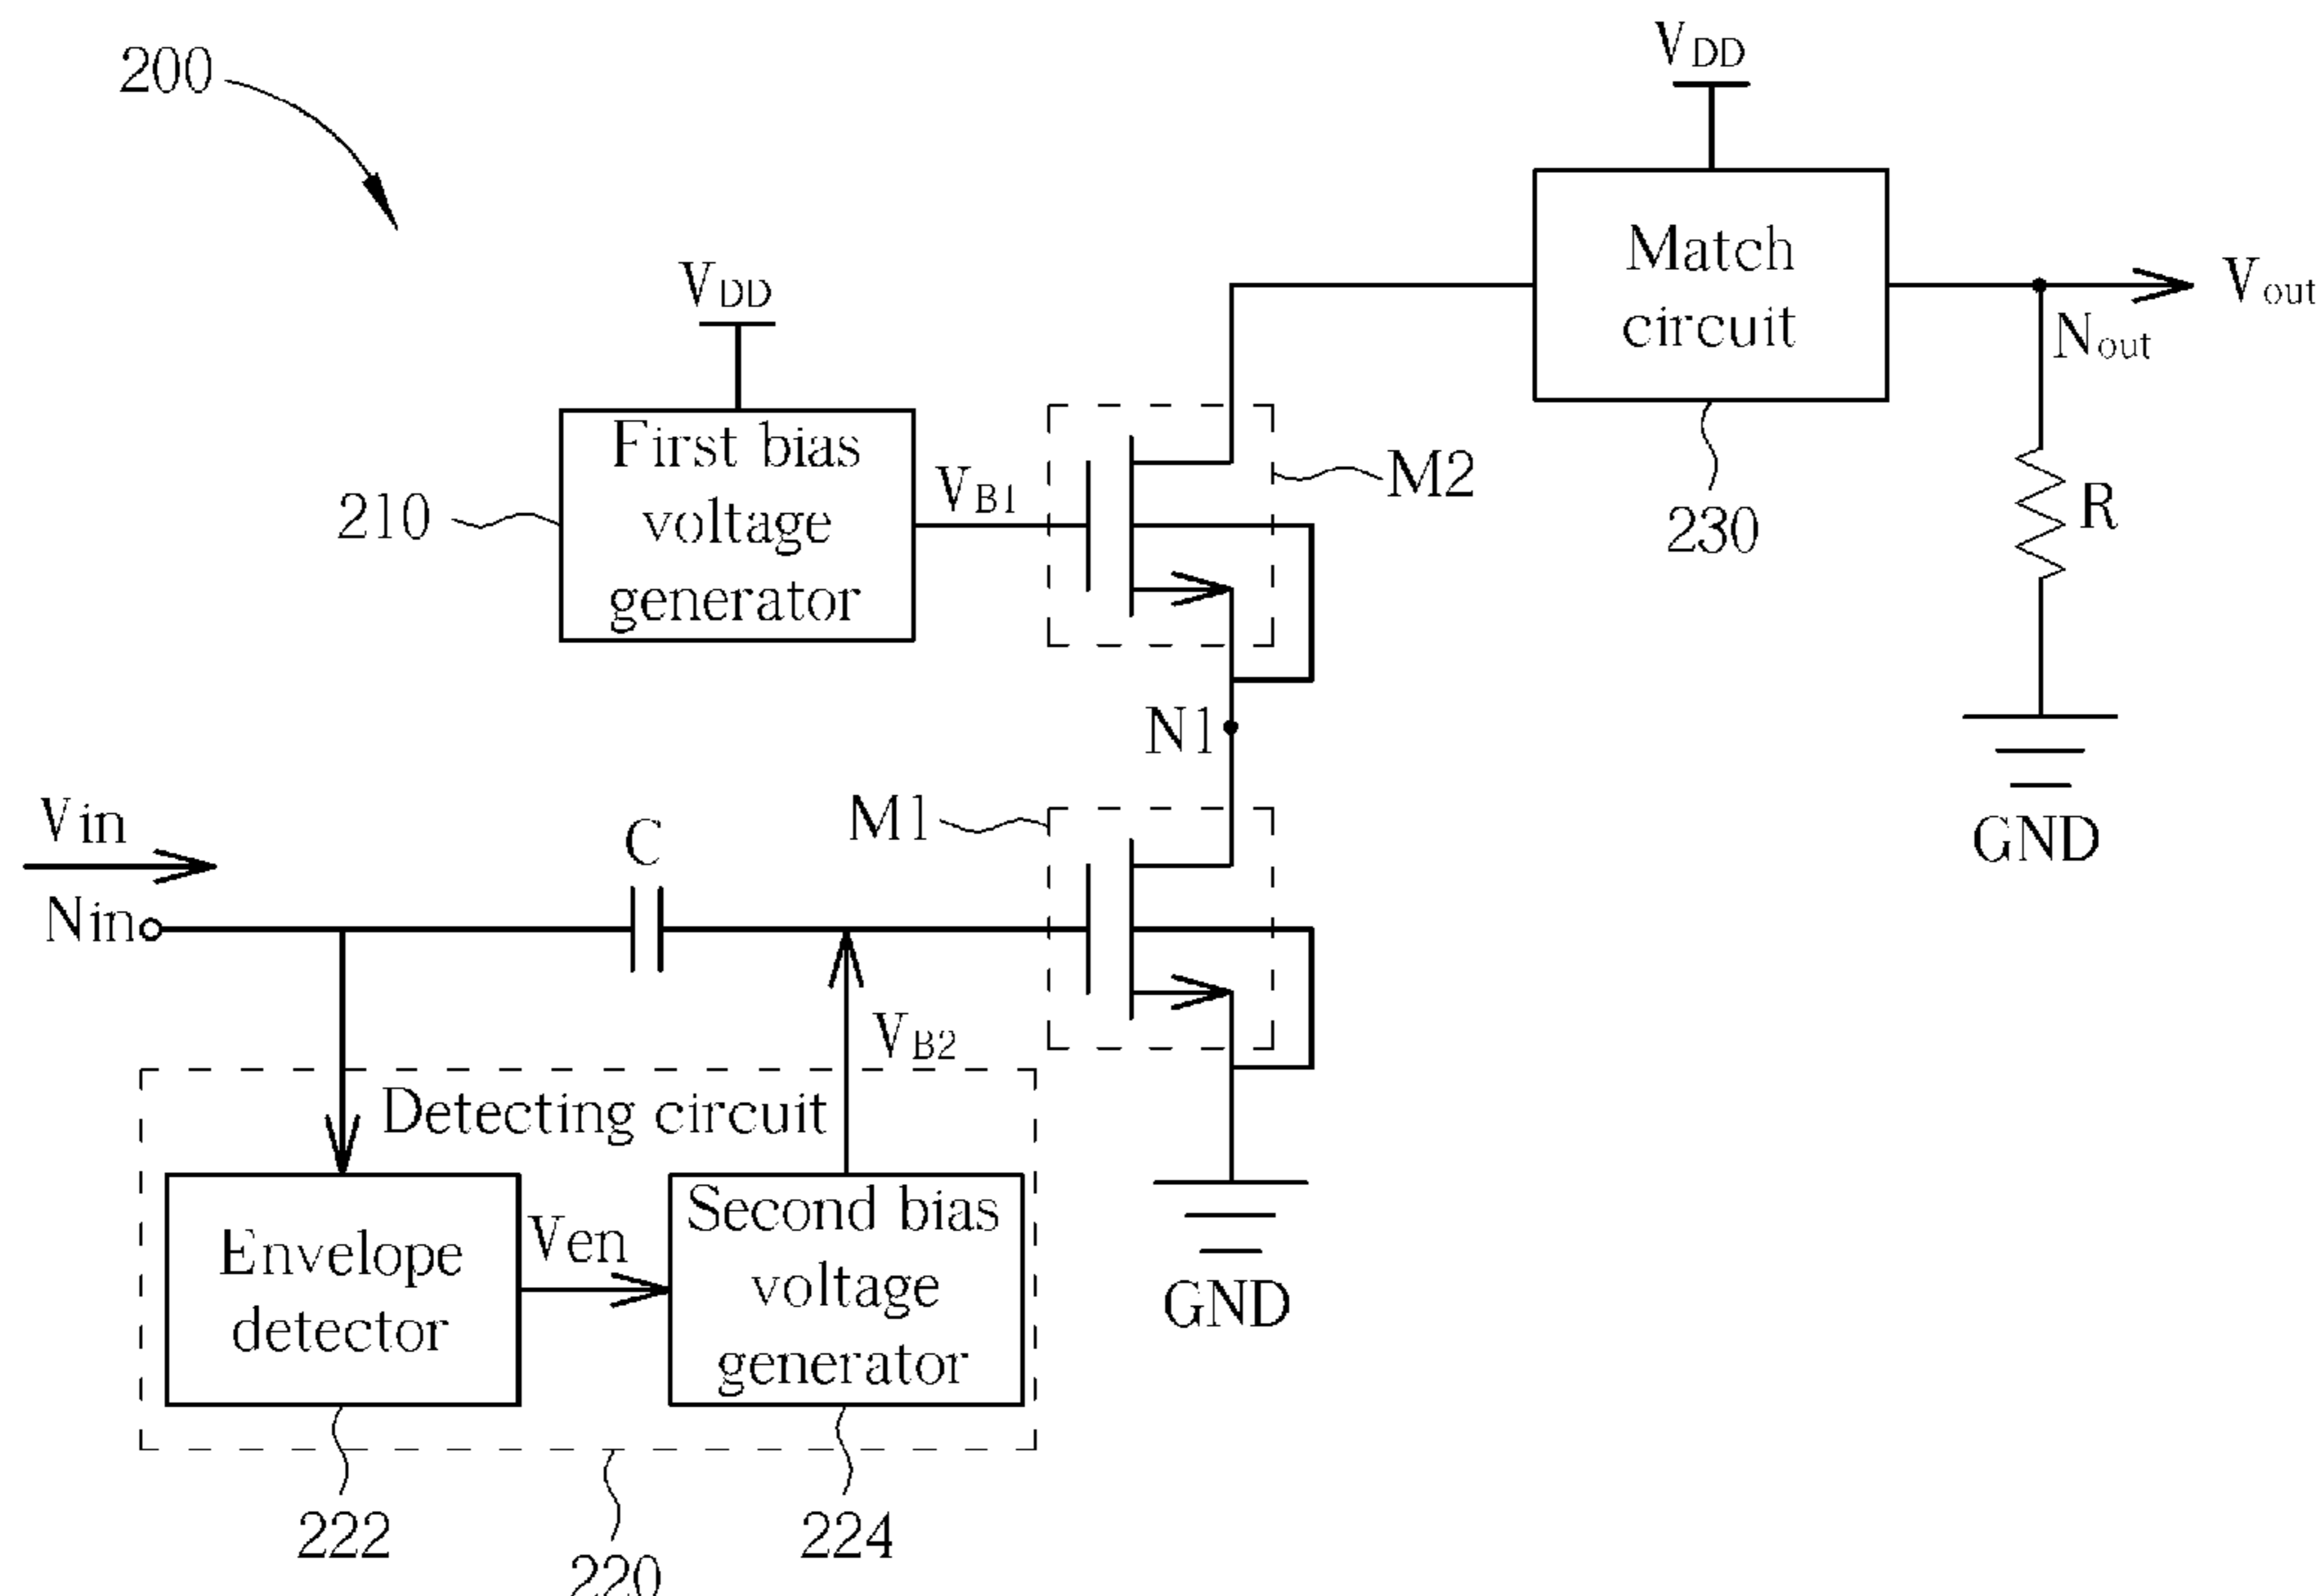 200
VDD
VDD
Match
circuit
Vout
Nout
First bias
voltage
generator
210
VB1
M2
230
R
N1
GND
Vin
C
M1
Nin
VB2
Detecting circuit
Envelope
detector
Ven
Second bias
voltage
generator
GND
222
220
224